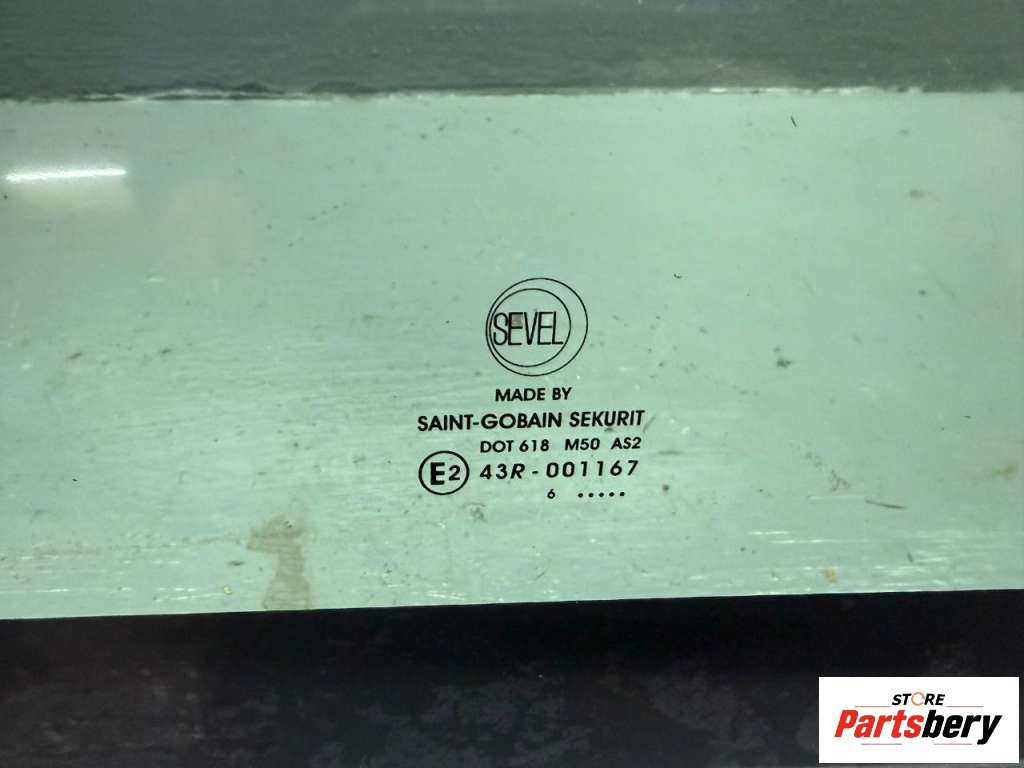 SEVEL
MADE BY
SAINT-GOBAIN SEKURIT
DOT 618 M50 AS2
E2 43R-001167
6 .....
STORE
Partsbery